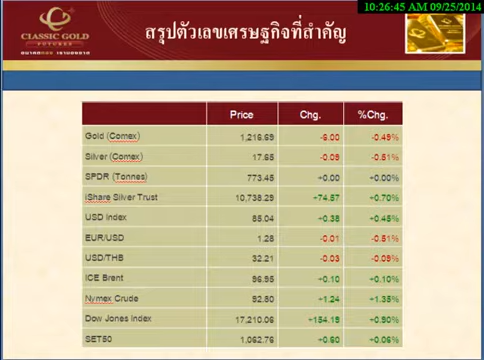 10:26:45 AM 09/25/2014
CLASSIC GOLD
FUTURES
สรุปตัวเลขเศรษฐกิจที่สำคัญ
Price Chg. %Chg.
Gold (Comex) 1,216.69 -6.00 -0.49%
Silver (Comex) 17.65 -0.09 -0.51%
SPDR (Tonnes) 773.45 +0.00 +0.00%
iShare Silver Trust 10,738.29 +74.57 +0.70%
USD Index 85.04 +0.38 +0.45%
EUR/USD 1.28 -0.01 -0.51%
USD/THB 32.21 -0.03 -0.09%
ICE Brent 96.95 +0.10 +0.10%
Nymex Crude 92.80 +1.24 +1.35%
Dow Jones Index 17,210.06 +154.19 +0.90%
SET50 1,062.76 +0.60 +0.06%